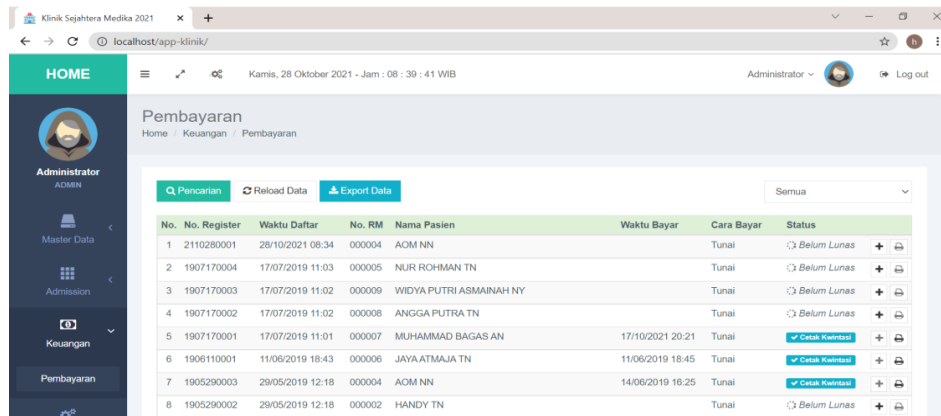 Klinik Sejahtera Medika 2021
localhost/app-klinik/
h
HOME
Kamis, 28 Oktober 2021 - Jam : 08 : 39 : 41 WIB
Administrator
Log out
Administrator
ADMIN
Master Data
Admission
Keuangan
Pembayaran
Pembayaran
Home / Keuangan / Pembayaran
Pencarian Reload Data Export Data Semua
No. No. Register Waktu Daftar No. RM Nama Pasien Waktu Bayar Cara Bayar Status
1 2110280001 28/10/2021 08:34 000004 AOM NN Tunai Belum Lunas
2 1907170004 17/07/2019 11:03 000005 NUR ROHMAN TN Tunai Belum Lunas
3 1907170003 17/07/2019 11:02 000009 WIDYA PUTRI ASMAINAH NY Tunai Belum Lunas
4 1907170002 17/07/2019 11:02 000008 ANGGA PUTRA TN Tunai Belum Lunas
5 1907170001 17/07/2019 11:01 000007 MUHAMMAD BAGAS AN 17/10/2021 20:21 Tunai Cetak Kwintasi
6 1906110001 11/06/2019 18:43 000006 JAYA ATMAJA TN 11/06/2019 18:45 Tunai Cetak Kwintasi
7 1905290003 29/05/2019 12:18 000004 AOM NN 14/06/2019 16:25 Tunai Cetak Kwintasi
8 1905290002 29/05/2019 12:18 000002 HANDY TN Tunai Belum Lunas